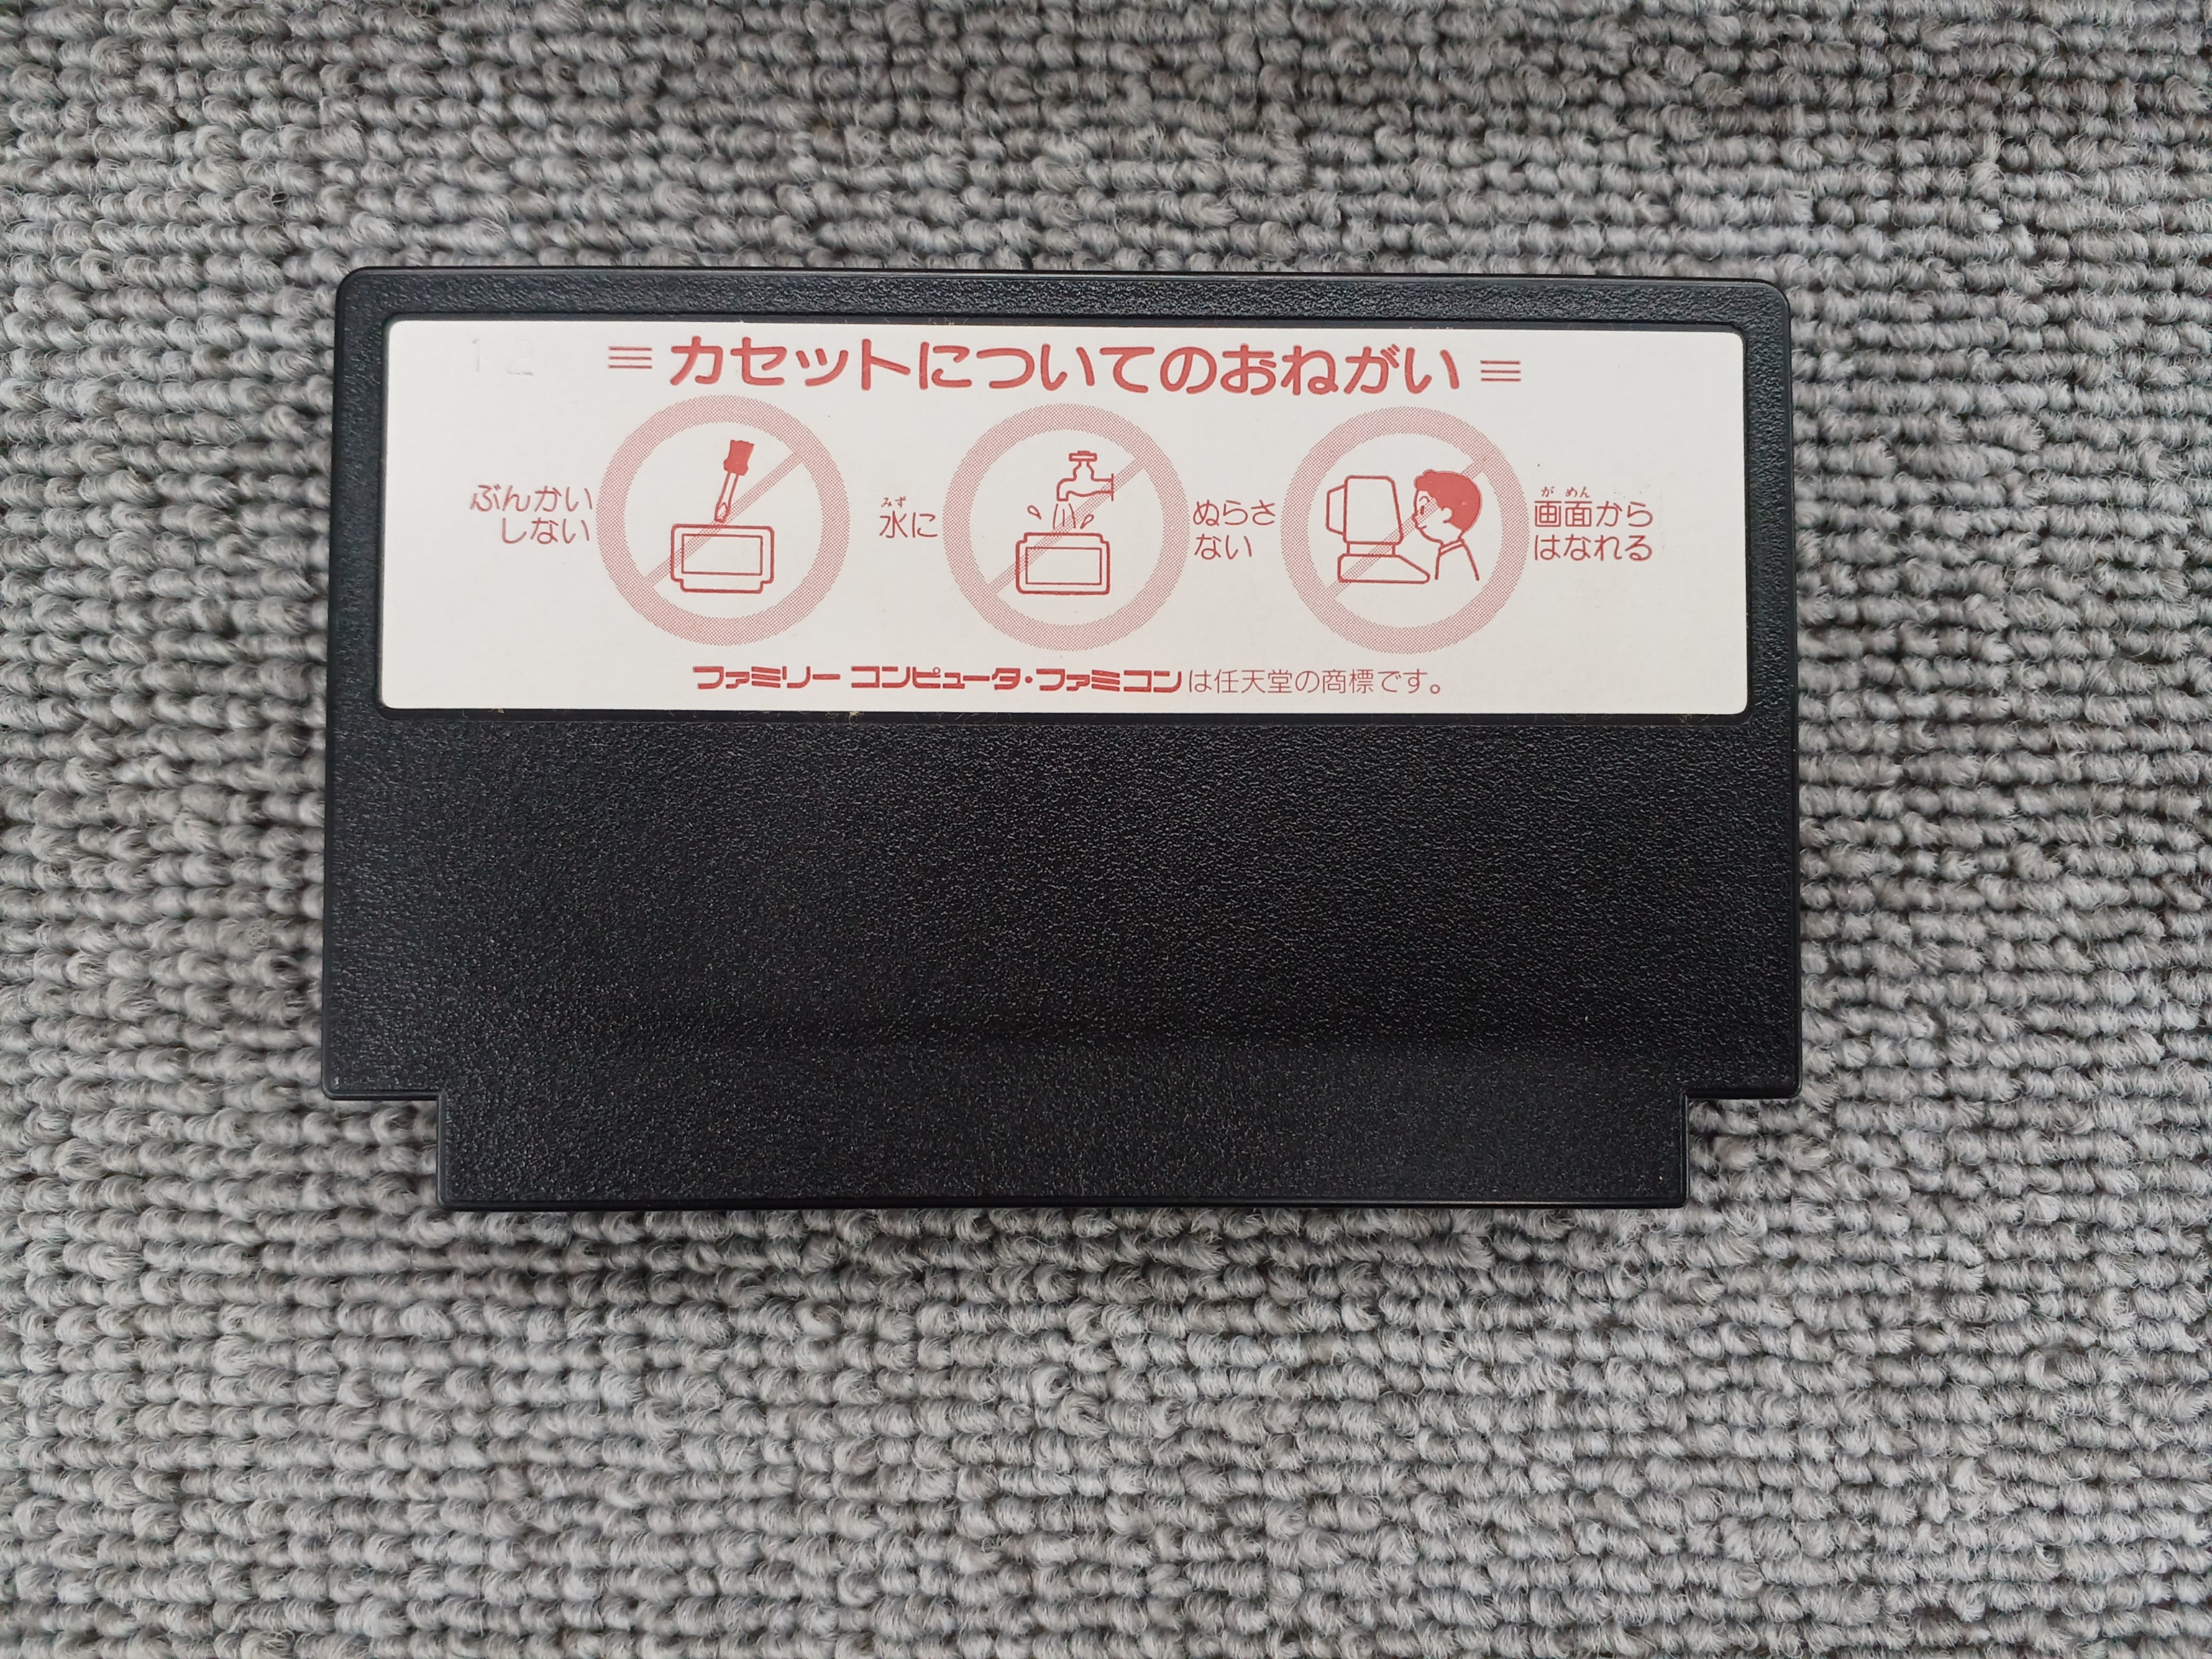 ≡ カセットについてのおねがい ≡
ぶんかい
しない
みず
水に
ぬらさ
ない
がめん
画面から
はなれる
ファミリー コンピュータ・ファミコンは任天堂の商標です。